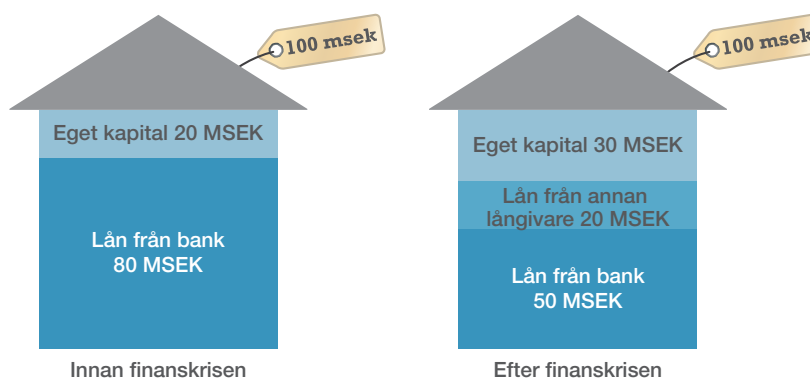 100 msek
Eget kapital 20 MSEK
Lån från bank
80 MSEK
Innan finanskrisen
100 msek
Eget kapital 30 MSEK
Lån från annan
långivare 20 MSEK
Lån från bank
50 MSEK
Efter finanskrisen